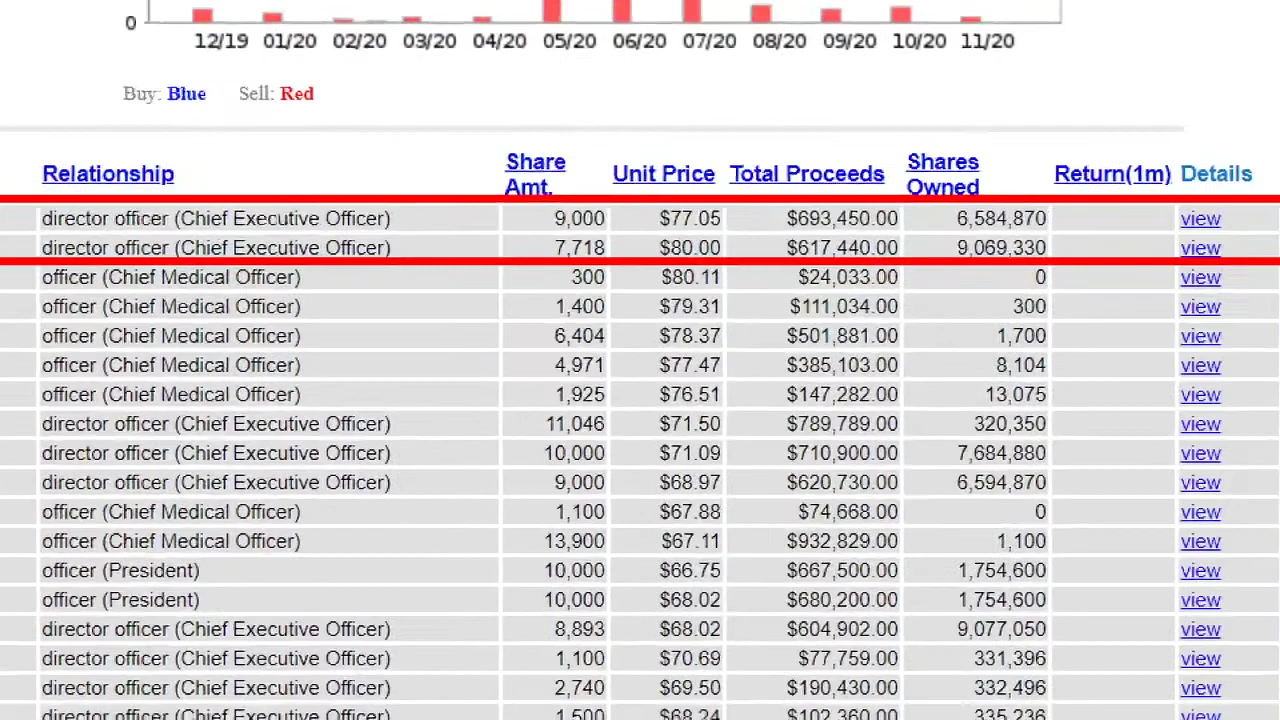 0
12/19 01/20 02/20 03/20 04/20 05/20 06/20 07/20 08/20 09/20 10/20 11/20
Buy: Blue Sell: Red
Relationship Share Amt. Unit Price Total Proceeds Shares Owned Return(1m) Details
director officer (Chief Executive Officer) 9,000 $77.05 $693,450.00 6,584,870 view
director officer (Chief Executive Officer) 7,718 $80.00 $617,440.00 9,069,330 view
officer (Chief Medical Officer) 300 $80.11 $24,033.00 0 view
officer (Chief Medical Officer) 1,400 $79.31 $111,034.00 300 view
officer (Chief Medical Officer) 6,404 $78.37 $501,881.00 1,700 view
officer (Chief Medical Officer) 4,971 $77.47 $385,103.00 8,104 view
officer (Chief Medical Officer) 1,925 $76.51 $147,282.00 13,075 view
director officer (Chief Executive Officer) 11,046 $71.50 $789,789.00 320,350 view
director officer (Chief Executive Officer) 10,000 $71.09 $710,900.00 7,684,880 view
director officer (Chief Executive Officer) 9,000 $68.97 $620,730.00 6,594,870 view
officer (Chief Medical Officer) 1,100 $67.88 $74,668.00 0 view
officer (Chief Medical Officer) 13,900 $67.11 $932,829.00 1,100 view
officer (President) 10,000 $66.75 $667,500.00 1,754,600 view
officer (President) 10,000 $68.02 $680,200.00 1,754,600 view
director officer (Chief Executive Officer) 8,893 $68.02 $604,902.00 9,077,050 view
director officer (Chief Executive Officer) 1,100 $70.69 $77,759.00 331,396 view
director officer (Chief Executive Officer) 2,740 $69.50 $190,430.00 332,496 view
director officer (Chief Executive Officer) 1,500 $68.24 $102,360.00 335,236 view